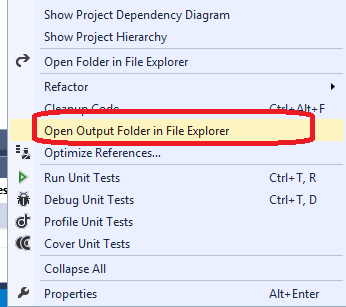 Show Project Dependency Diagram
Show Project Hierarchy
Open Folder in File Explorer
Refactor
Cleanup Code Ctrl+Alt+F
Open Output Folder in File Explorer
Optimize References...
Run Unit Tests Ctrl+T, R
Debug Unit Tests Ctrl+T, D
Profile Unit Tests
Cover Unit Tests
Collapse All
Properties Alt+Enter